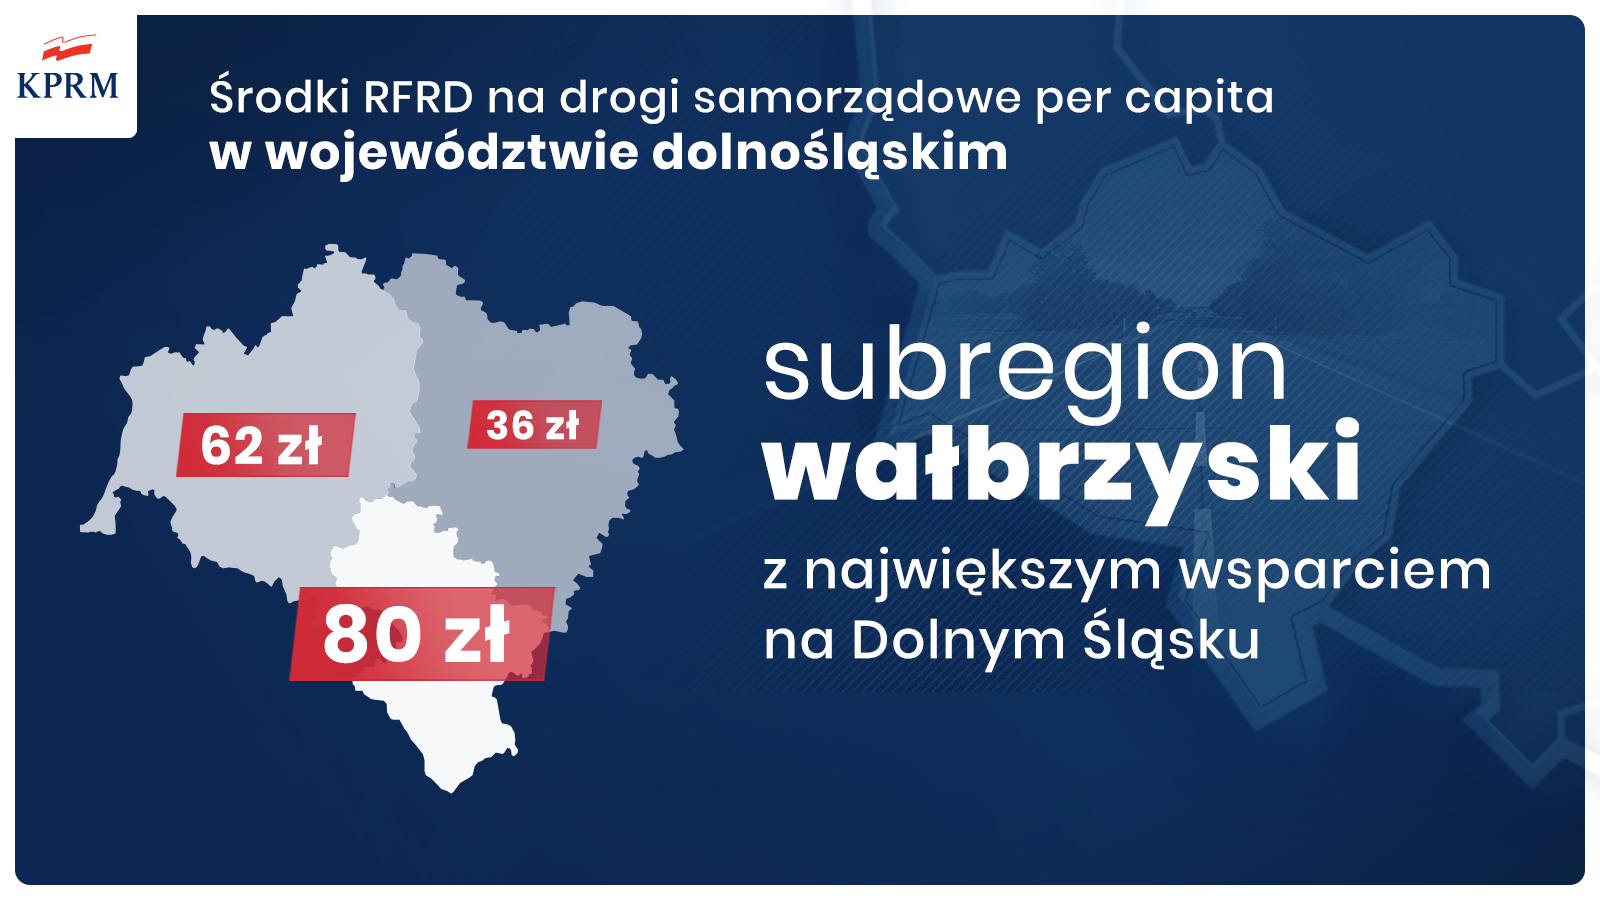 KPRM
Środki RFRD na drogi samorządowe per capita
w województwie dolnośląskim
62 zł
36 zł
80 zł
subregion
wałbrzyski
z największym wsparciem
na Dolnym Śląsku